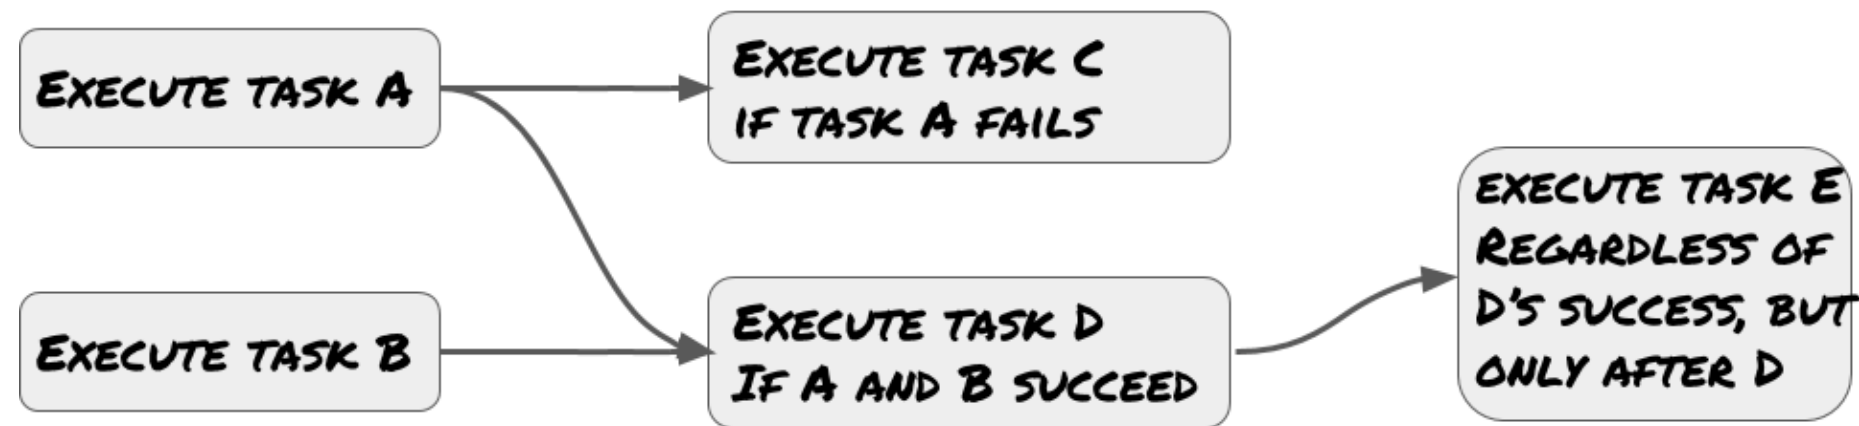 Execute task A
Execute task C
if task A fails
Execute task B
Execute task D
If A and B succeed
execute task E
Regardless of
D's success, but
only after D